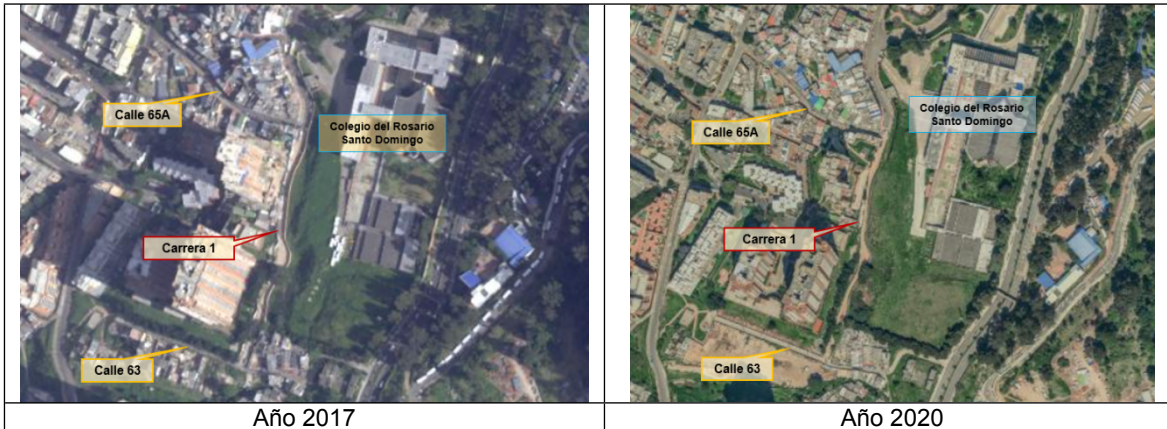 Calle 65A
Colegio del Rosario
Santo Domingo
Carrera 1
Calle 63
Año 2017
Colegio del Rosario
Santo Domingo
Calle 65A
Carrera 1
Calle 63
Año 2020